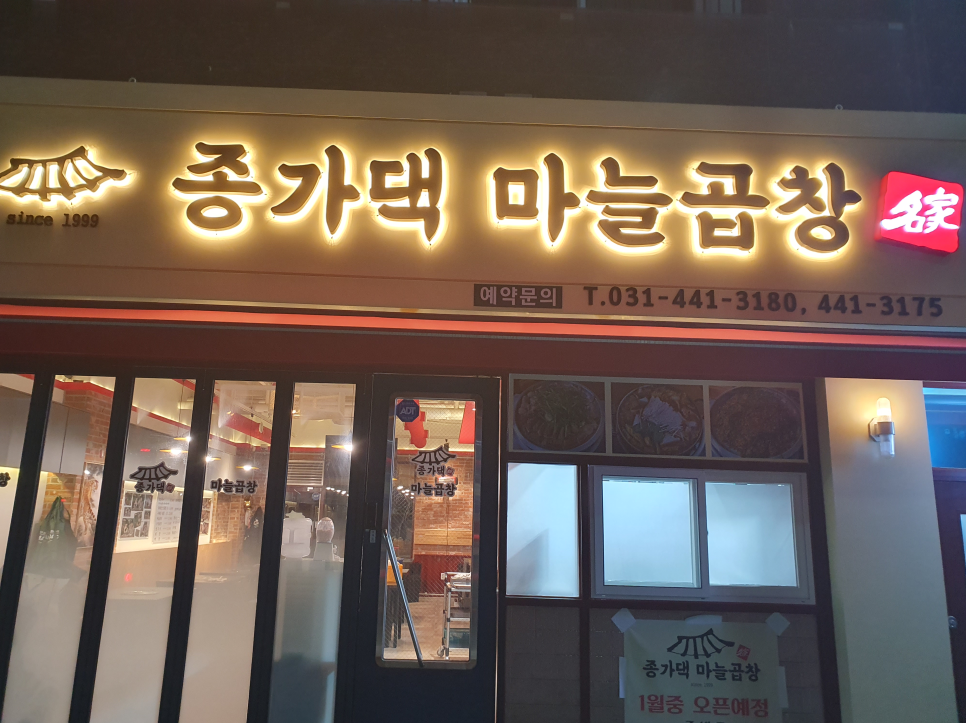 종가댁 마늘곱창 名家
since 1999
예약문의 T.031-441-3180, 441-3175
ADT
종가댁
마늘곱창
종가댁 마늘곱창
종가댁 마늘곱창
1월중 오픈예정